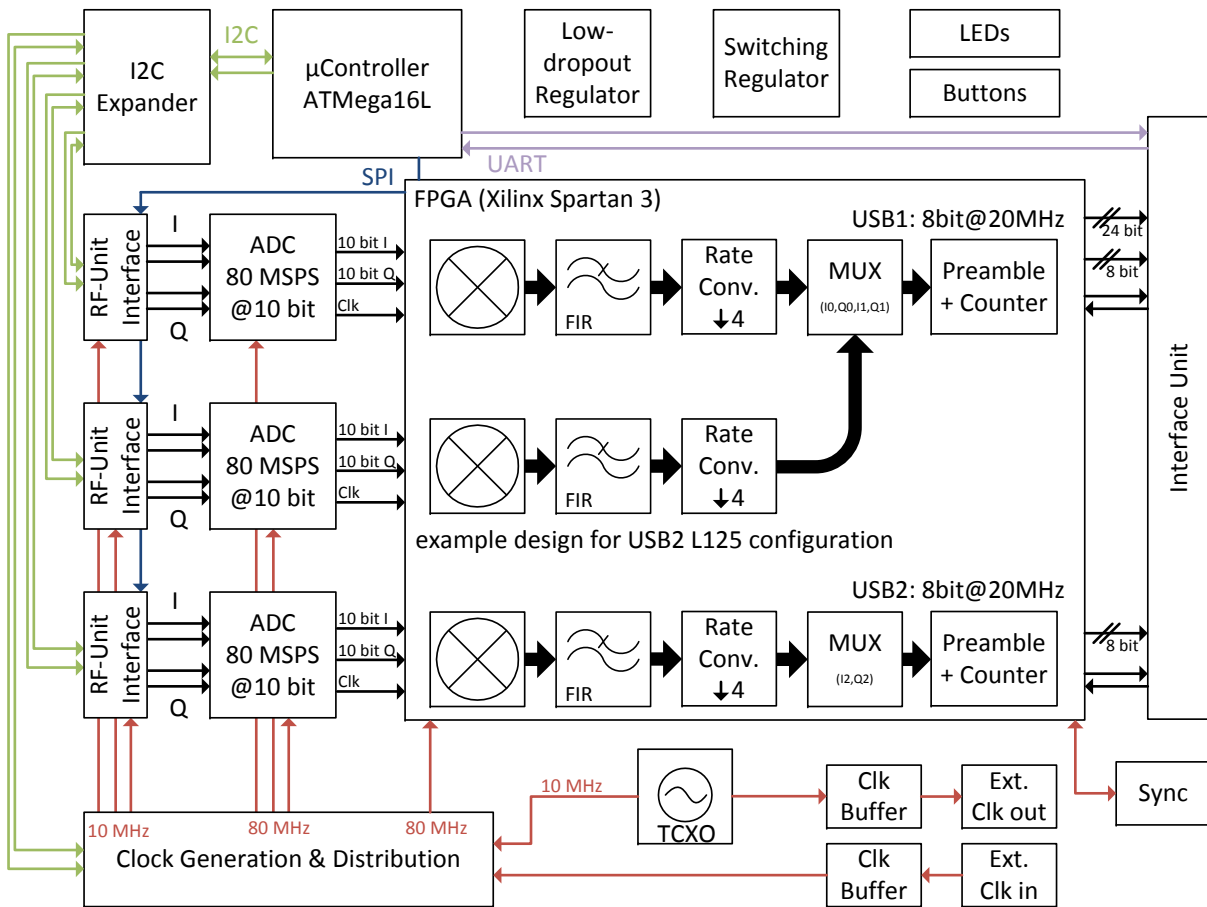 I2C
Expander
I2C
µController
ATMega16L
Low-
dropout
Regulator
Switching
Regulator
LEDs
Buttons
UART
SPI
Interface Unit
FPGA (Xilinx Spartan 3)
USB1: 8bit@20MHz
RF-Unit
Interface
I
Q
ADC
80 MSPS
@10 bit
10 bit I
10 bit Q
Clk
FIR
Rate
Conv.
4
MUX
(I0,Q0,I1,Q1)
Preamble
+ Counter
24 bit
8 bit
RF-Unit
Interface
I
Q
ADC
80 MSPS
@10 bit
10 bit I
10 bit Q
Clk
FIR
Rate
Conv.
4
example design for USB2 L125 configuration
USB2: 8bit@20MHz
RF-Unit
Interface
I
Q
ADC
80 MSPS
@10 bit
10 bit I
10 bit Q
Clk
FIR
Rate
Conv.
4
MUX
(I2,Q2)
Preamble
+ Counter
8 bit
10 MHz
80 MHz
80 MHz
Clock Generation & Distribution
10 MHz
TCXO
Clk
Buffer
Ext.
Clk out
Sync
Clk
Buffer
Ext.
Clk in